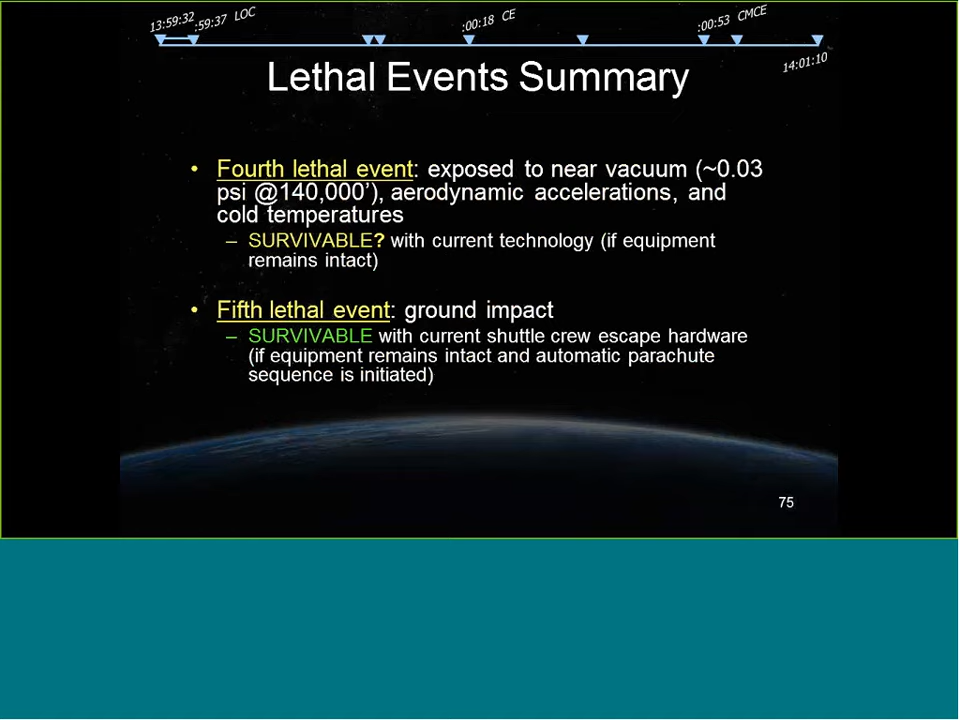 13:59:32 :59:37 LOC :00:18 CE :00:53 CMCE
14:01:10
Lethal Events Summary
• Fourth lethal event: exposed to near vacuum (~0.03
psi @140,000’), aerodynamic accelerations, and
cold temperatures
– SURVIVABLE? with current technology (if equipment
remains intact)
• Fifth lethal event: ground impact
– SURVIVABLE with current shuttle crew escape hardware
(if equipment remains intact and automatic parachute
sequence is initiated)
75